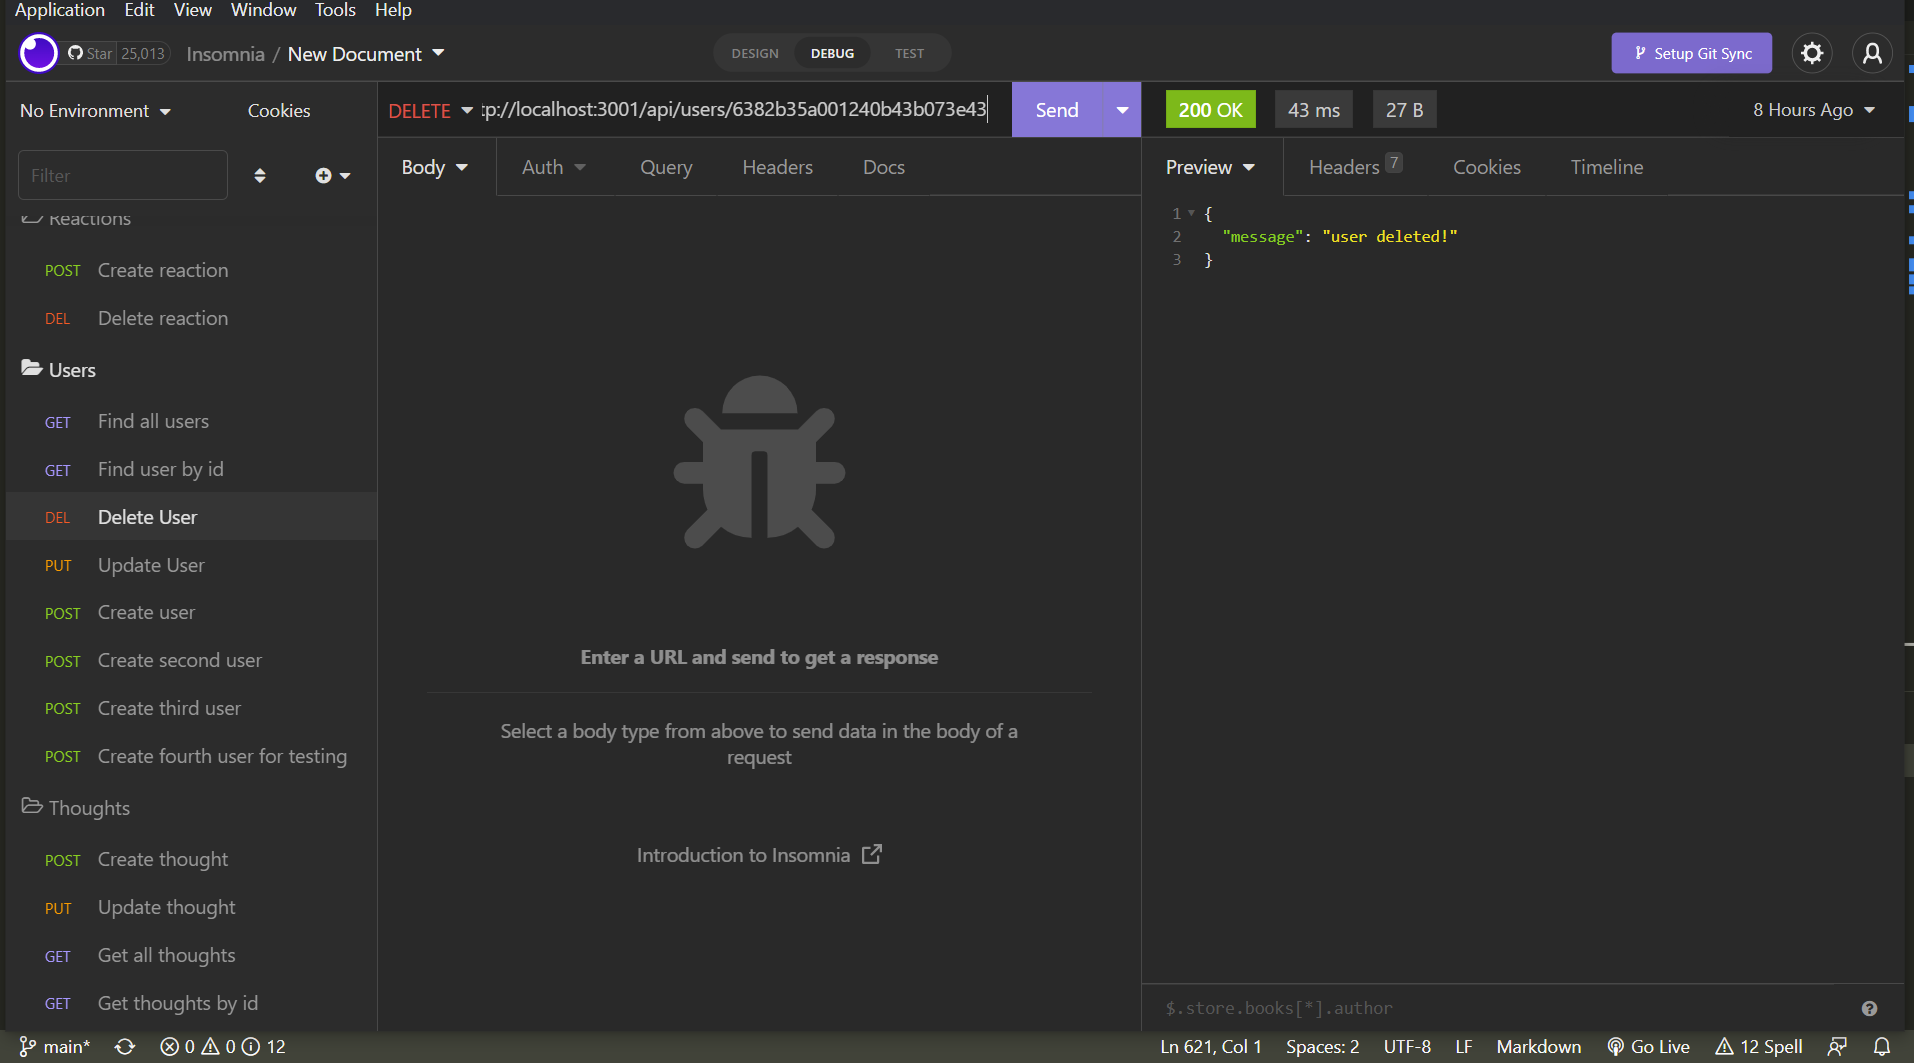 Application Edit View Window Tools Help
Star 25,013 Insomnia / New Document DESIGN DEBUG TEST Setup Git Sync
No Environment Cookies
Filter
Reactions
POST Create reaction
DEL Delete reaction
Users
GET Find all users
GET Find user by id
DEL Delete User
PUT Update User
POST Create user
POST Create second user
POST Create third user
POST Create fourth user for testing
Thoughts
POST Create thought
PUT Update thought
GET Get all thoughts
GET Get thoughts by id
DELETE tp://localhost:3001/api/users/6382b35a001240b43b073e43 Send
Body Auth Query Headers Docs
Enter a URL and send to get a response
Select a body type from above to send data in the body of a
request
Introduction to Insomnia
200 OK 43 ms 27 B 8 Hours Ago
Preview Headers 7 Cookies Timeline
1 {
2 "message": "user deleted!"
3 }
$.store.books[*].author
main* 0 0 12 Ln 621, Col 1 Spaces: 2 UTF-8 LF Markdown Go Live 12 Spell